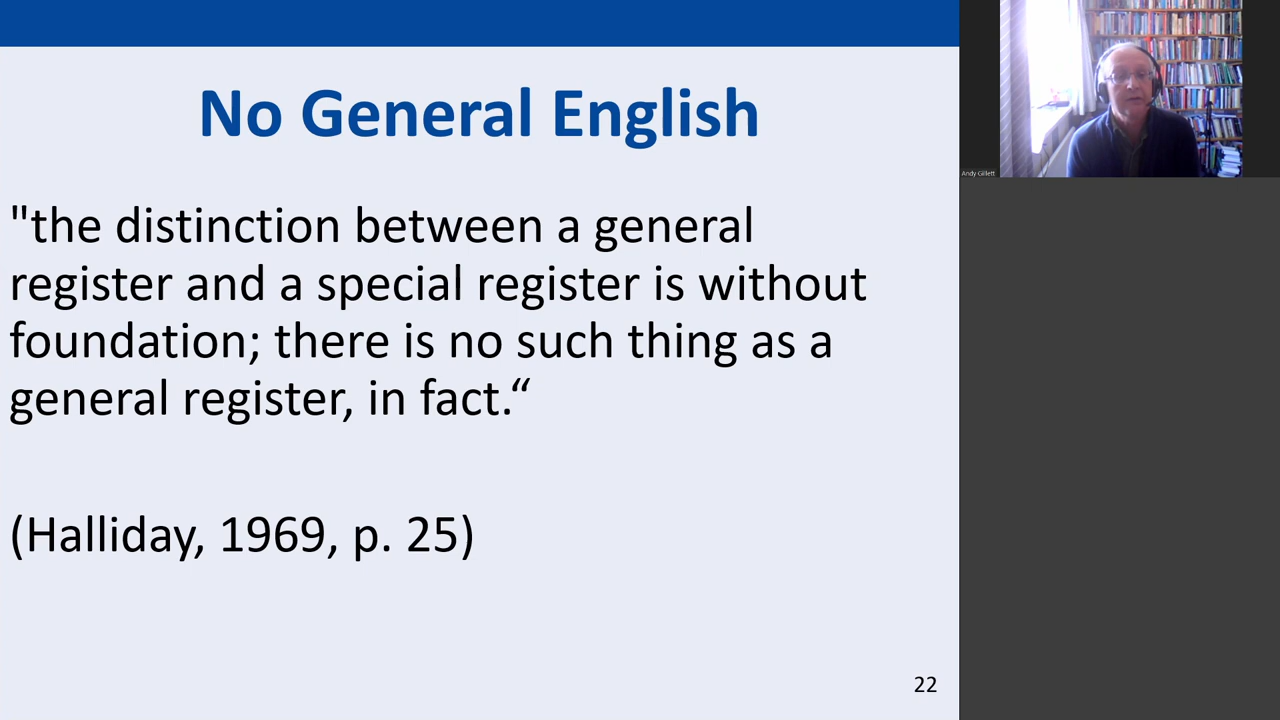 No General English
"the distinction between a general
register and a special register is without
foundation; there is no such thing as a
general register, in fact.“
(Halliday, 1969, p. 25)
22
Andy Gillett